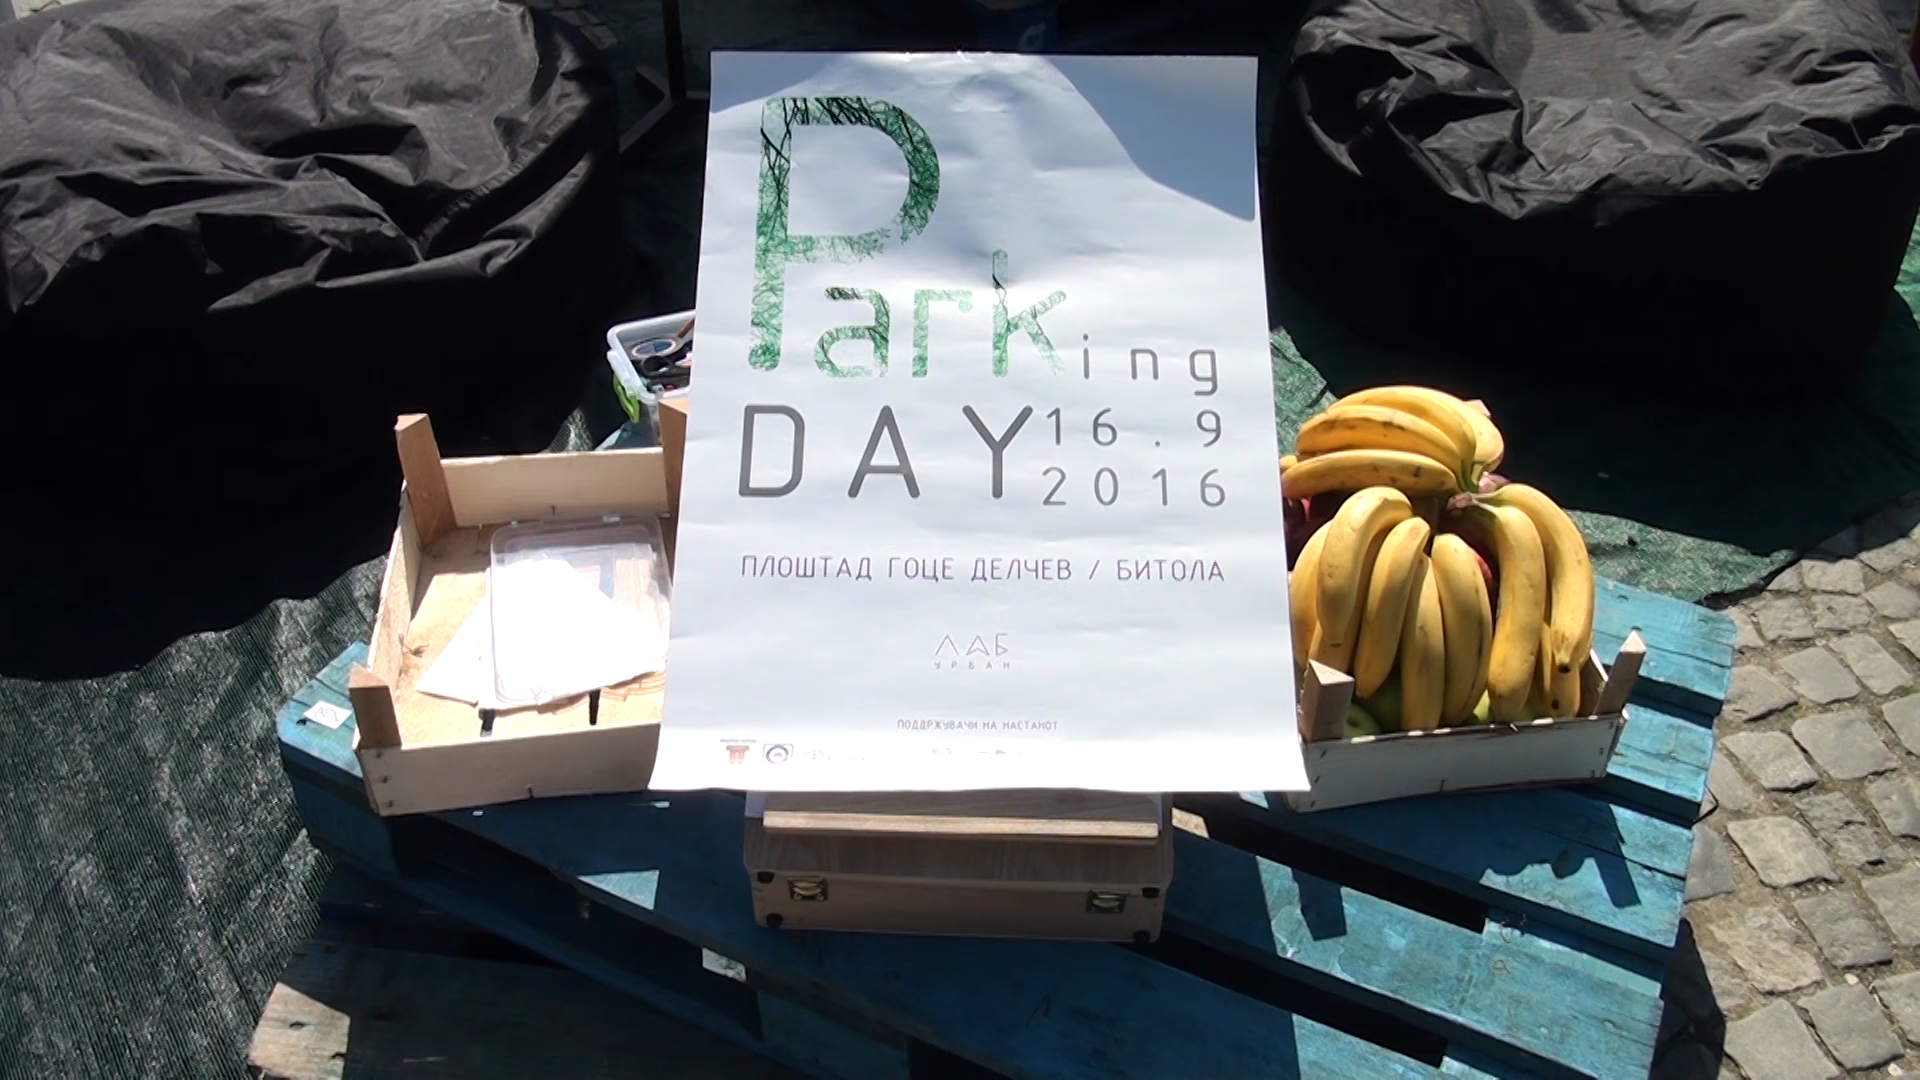 Parking
DAY 16.9
2016
ПЛОШТАД ГОЦЕ ДЕЛЧЕВ / БИТОЛА
ЛАБ
УРБАН
ПОДДРЖУВАЧИ НА НАСТАНОТ